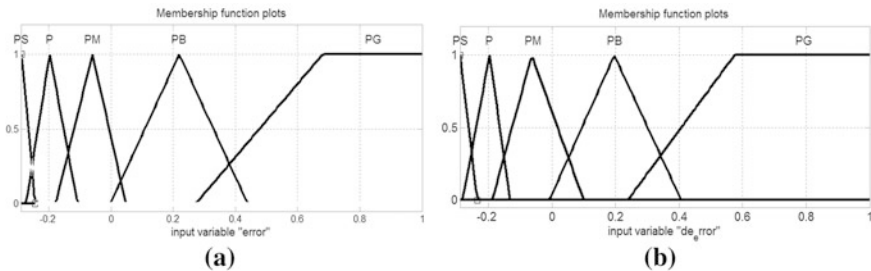 Membership function plots
PS P PM PB PG
1
0.5
0
-0.2 0 0.2 0.4 0.6 0.8 1
input variable "error"
(a)
Membership function plots
PS P PM PB PG
1
0.5
0
-0.2 0 0.2 0.4 0.6 0.8 1
input variable "de_error"
(b)